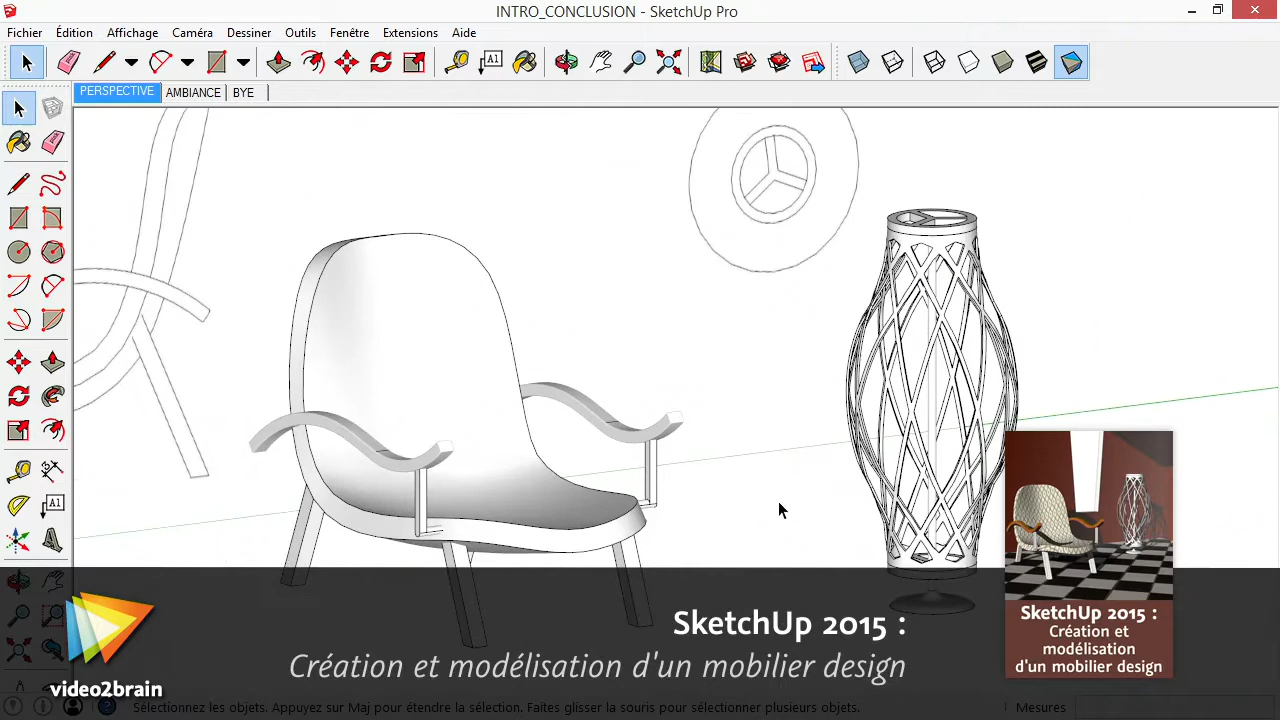 INTRO_CONCLUSION - SketchUp Pro
Fichier Édition Affichage Caméra Dessiner Outils Fenêtre Extensions Aide
A1
PERSPECTIVE AMBIANCE BYE
A1
SketchUp 2015 :
Création et modélisation d'un mobilier design
video2brain
SketchUp 2015 :
Création et
modélisation
d'un mobilier design
Sélectionnez les objets. Appuyez sur Maj pour étendre la sélection. Faites glisser la souris pour sélectionner plusieurs objets.
Mesures